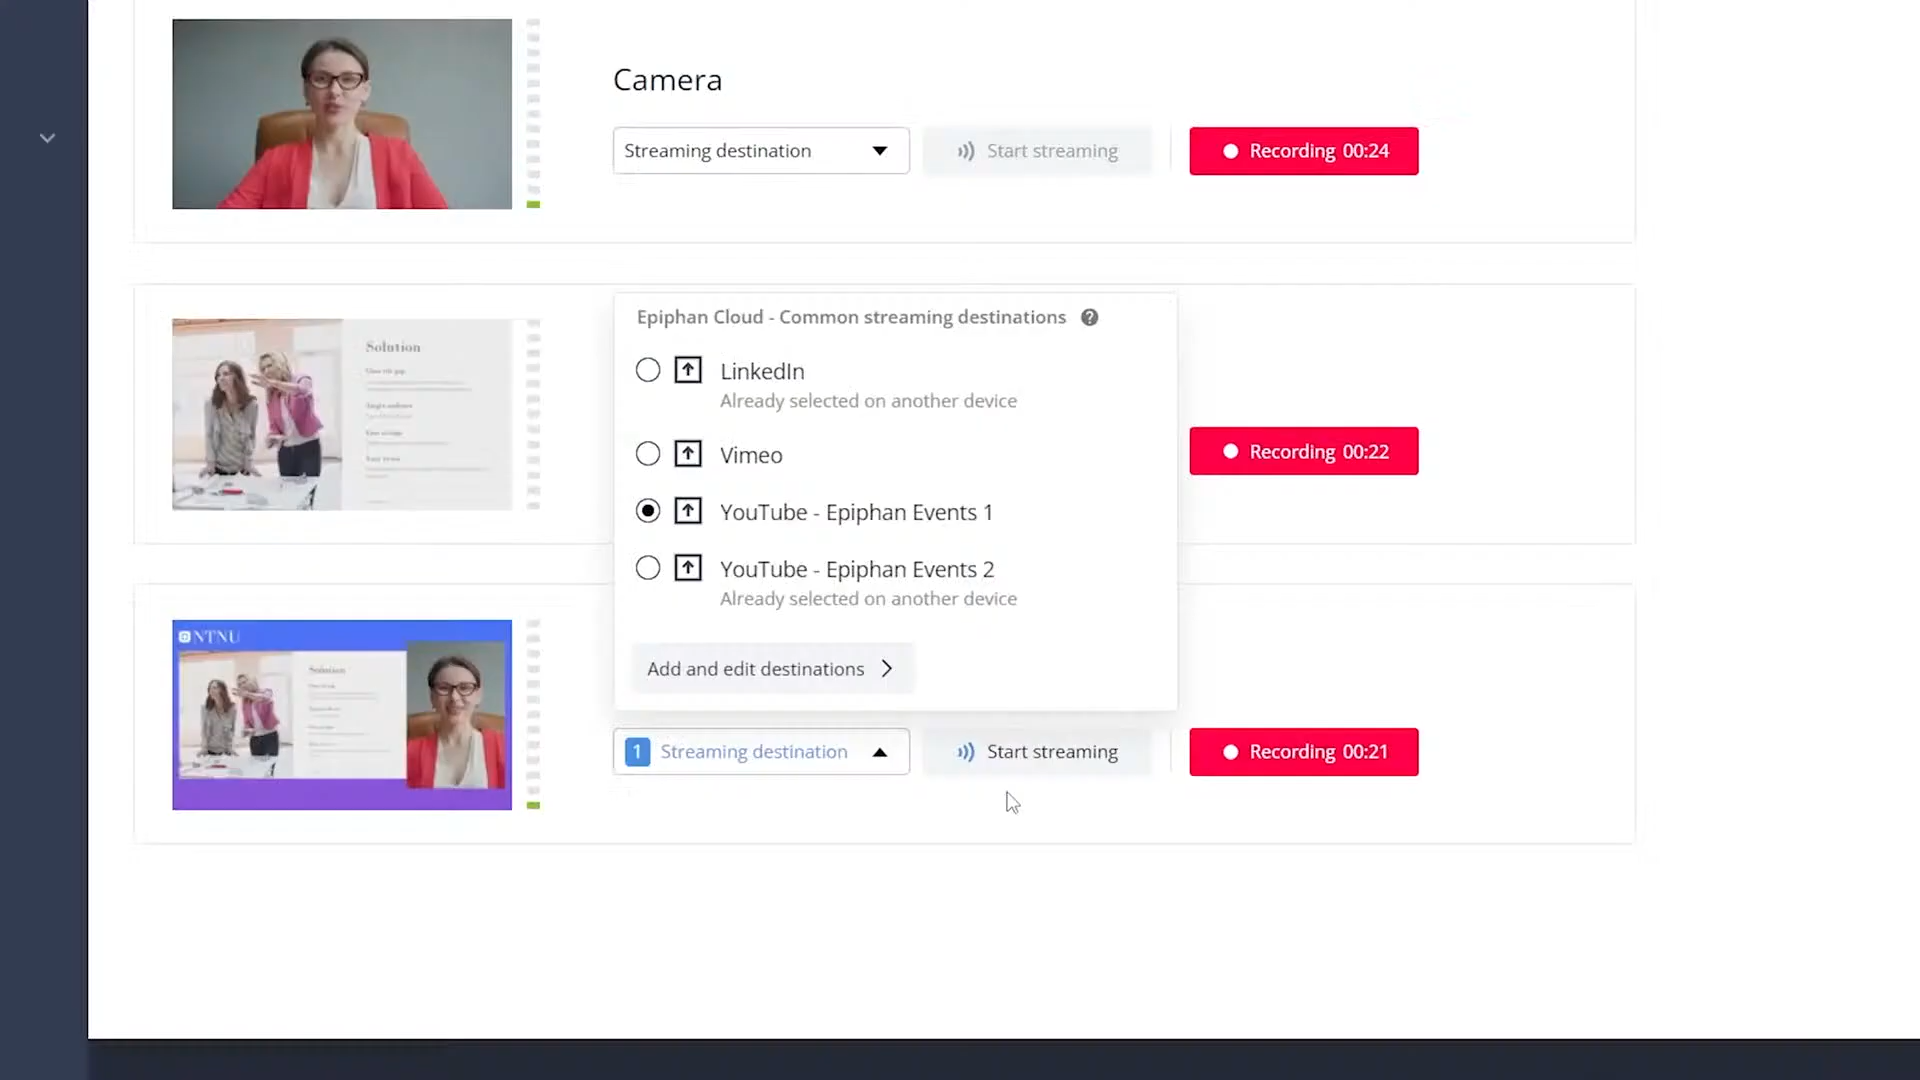 Camera
Streaming destination
Start streaming
Recording 00:24
Solution
Epiphan Cloud - Common streaming destinations ?
LinkedIn
Already selected on another device
Vimeo
YouTube - Epiphan Events 1
YouTube - Epiphan Events 2
Already selected on another device
Add and edit destinations
Recording 00:22
NTNU
Solution
1 Streaming destination
Start streaming
Recording 00:21